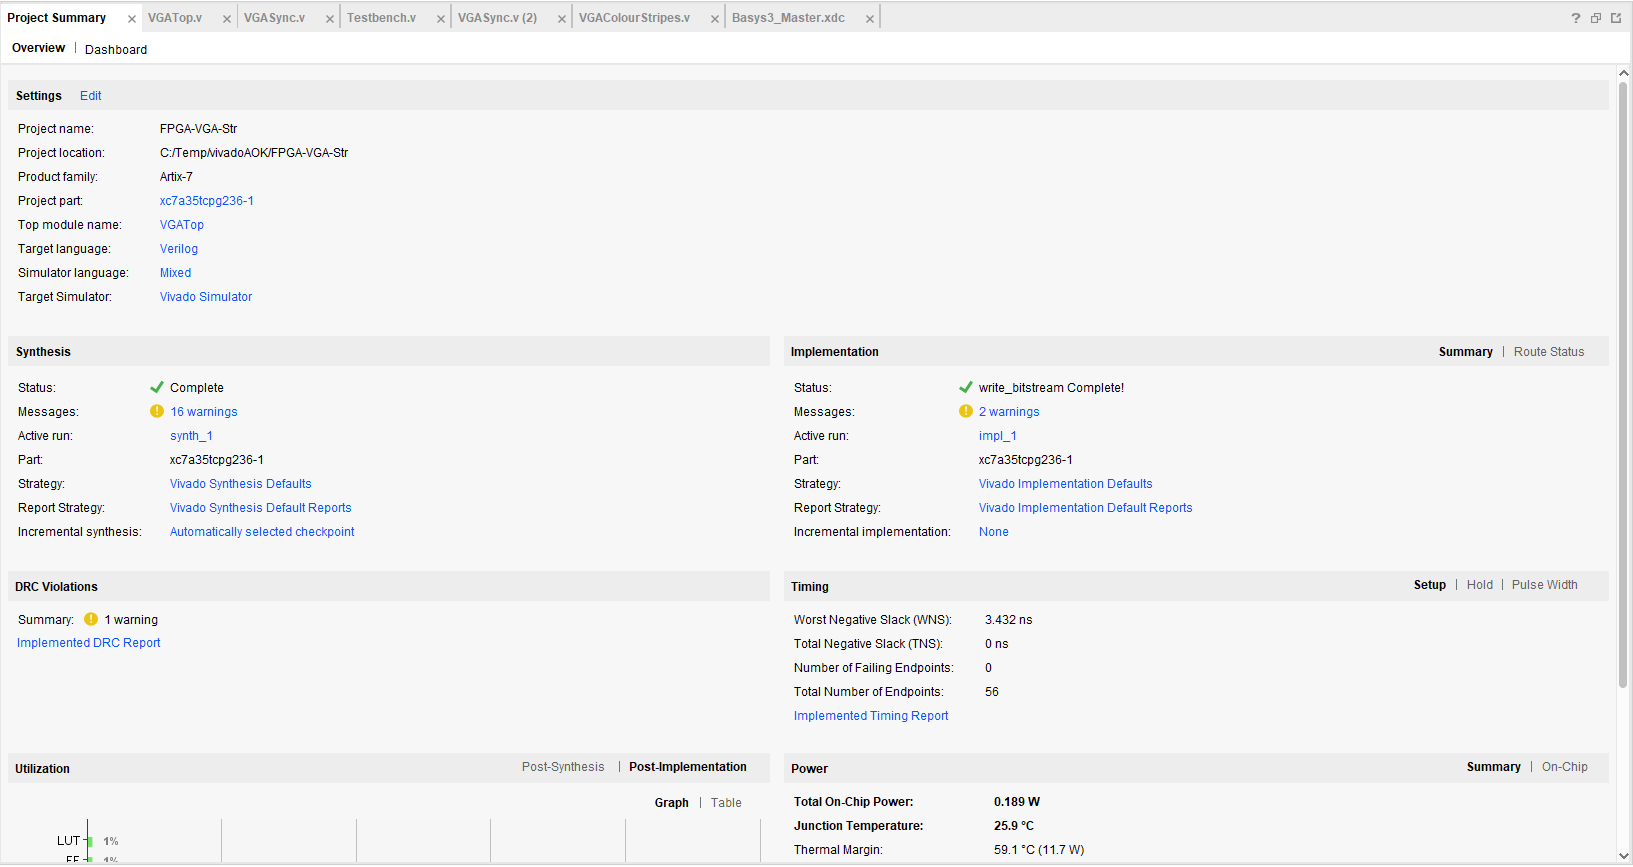 Project Summary × VGATop.v × VGASync.v × Testbench.v × VGASync.v (2) × VGAColourStripes.v × Basys3_Master.xdc × ?
Overview | Dashboard
Settings Edit
Project name: FPGA-VGA-Str
Project location: C:/Temp/vivadoAOK/FPGA-VGA-Str
Product family: Artix-7
Project part: xc7a35tcpg236-1
Top module name: VGATop
Target language: Verilog
Simulator language: Mixed
Target Simulator: Vivado Simulator
Synthesis
Status: Complete
Messages: 16 warnings
Active run: synth_1
Part: xc7a35tcpg236-1
Strategy: Vivado Synthesis Defaults
Report Strategy: Vivado Synthesis Default Reports
Incremental synthesis: Automatically selected checkpoint
Implementation Summary | Route Status
Status: write_bitstream Complete!
Messages: 2 warnings
Active run: impl_1
Part: xc7a35tcpg236-1
Strategy: Vivado Implementation Defaults
Report Strategy: Vivado Implementation Default Reports
Incremental implementation: None
DRC Violations
Summary: 1 warning
Implemented DRC Report
Timing Setup | Hold | Pulse Width
Worst Negative Slack (WNS): 3.432 ns
Total Negative Slack (TNS): 0 ns
Number of Failing Endpoints: 0
Total Number of Endpoints: 56
Implemented Timing Report
Utilization Post-Synthesis | Post-Implementation
Graph | Table
LUT 1%
FF 1%
Power Summary | On-Chip
Total On-Chip Power: 0.189 W
Junction Temperature: 25.9 °C
Thermal Margin: 59.1 °C (11.7 W)